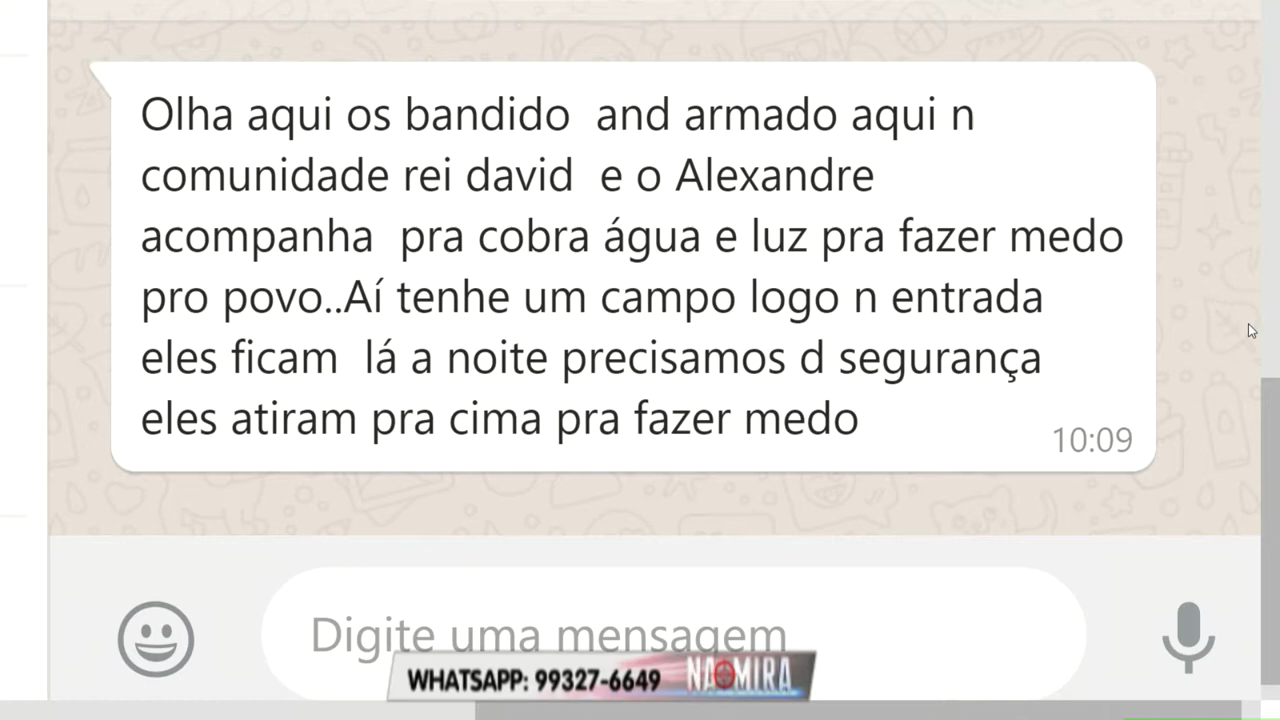 Olha aqui os bandido  and armado aqui n
comunidade rei david  e o Alexandre
acompanha  pra cobra água e luz pra fazer medo
pro povo..Aí tenhe um campo logo n entrada
eles ficam  lá a noite precisamos d segurança
eles atiram pra cima pra fazer medo
10:09
Digite uma mensagem
WHATSAPP: 99327-6649 NA MIRA